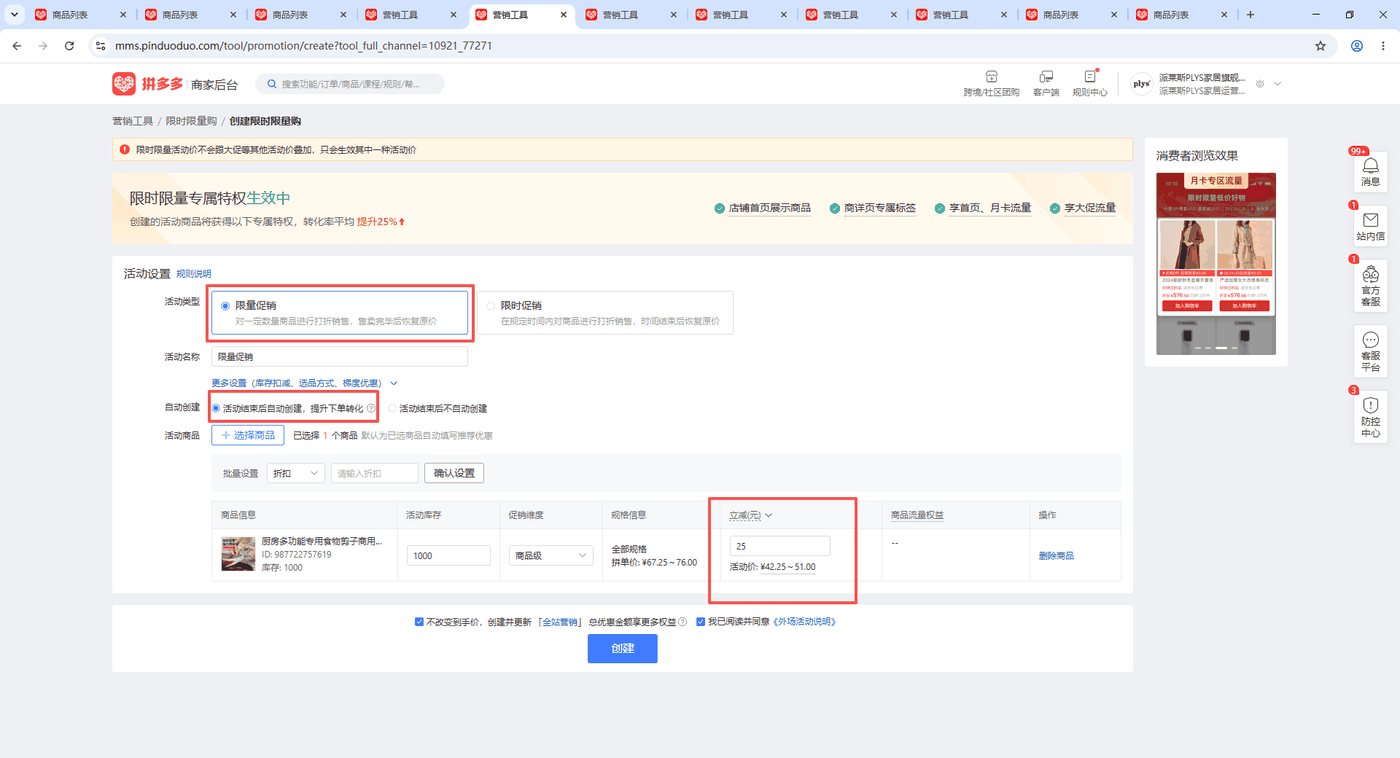 商品列表
商品列表
商品列表
营销工具
营销工具
营销工具
营销工具
营销工具
营销工具
商品列表
商品列表
mms.pinduoduo.com/tool/promotion/create?tool_full_channel=10921_77271
拼多多 商家后台
搜索功能/订单/商品/课程/规则/帮...
跨境/社区团购
客户端
规则中心
plys
派莱斯PLYS家居旗舰...
派莱斯PLYS家居运营...
营销工具 / 限时限量购 / 创建限时限量购
限时限量活动价不会跟大促等其他活动价叠加，只会生效其中一种活动价
限时限量专属特权生效中
创建的活动商品将获得以下专属特权，转化率平均 提升25%
店铺首页展示商品
商详页专属标签
享首页、月卡流量
享大促流量
活动设置 规则说明
活动类型
限量促销
对一定数量商品进行打折销售，售卖完毕后恢复原价
限时促销
在规定时间内对商品进行打折销售，时间结束后恢复原价
活动名称 限量促销
更多设置（库存扣减、选品方式、梯度优惠）
自动创建 活动结束后自动创建，提升下单转化 活动结束后不自动创建
活动商品 + 选择商品 已选择 1 个商品 默认为已选商品自动填写推荐优惠
批量设置 折扣 请输入折扣 确认设置
商品信息 活动库存 促销维度 规格信息 立减(元) 商品流量权益 操作
厨房多功能专用食物剪子商用...
ID: 987722757619
库存: 1000
1000
商品级
全部规格
拼单价: ¥67.25～76.00
25
活动价: ¥42.25～51.00
--
删除商品
不改变到手价，创建并更新「全站营销」总优惠金额享更多权益
我已阅读并同意《外场活动说明》
创建
消费者浏览效果
月卡专区流量
限时限量低价好物
加入购物车
加入购物车
99+
消息
1
站内信
1
官方
客服
客服
平台
3
防控
中心